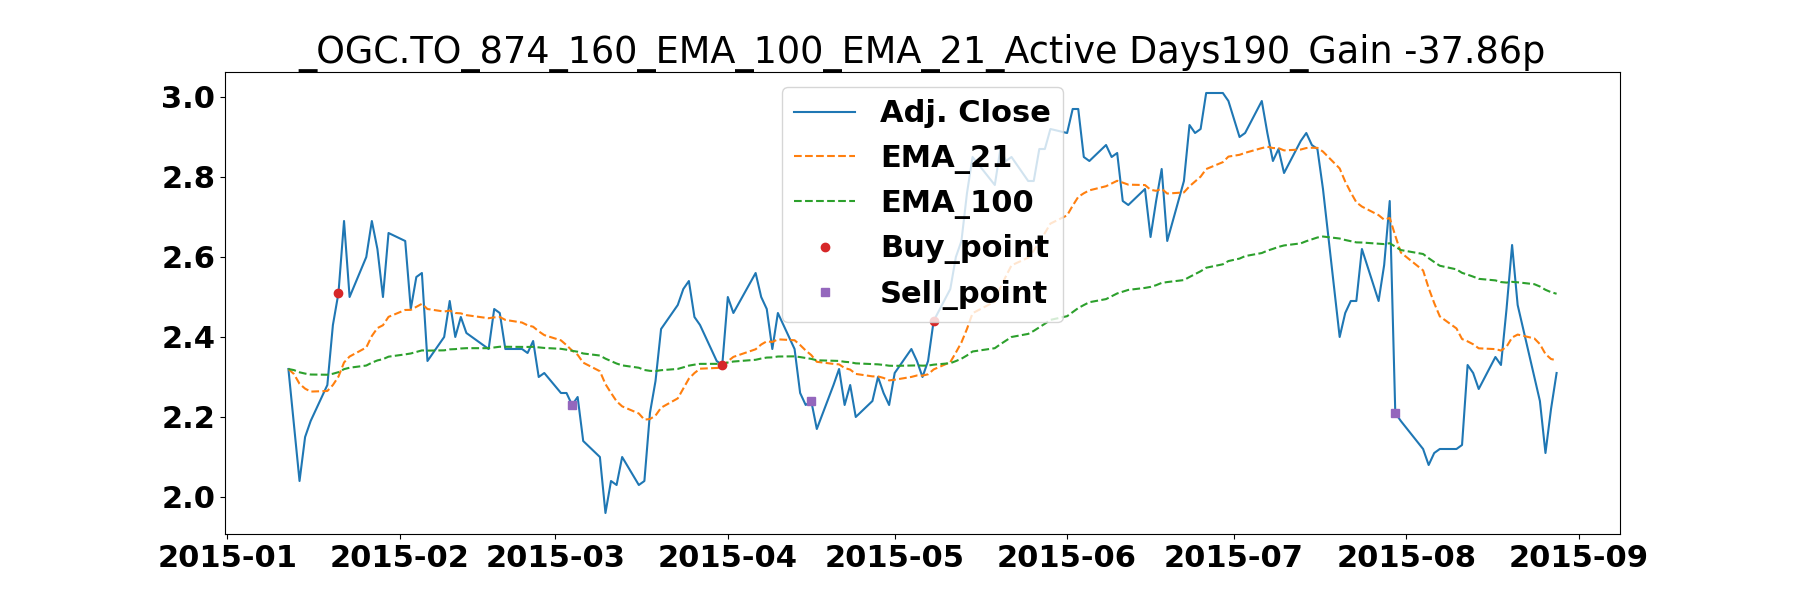 _OGC.TO_874_160_EMA_100_EMA_21_Active Days190_Gain -37.86p
Adj. Close
EMA_21
EMA_100
Buy_point
Sell_point
3.0
2.8
2.6
2.4
2.2
2.0
2015-01 2015-02 2015-03 2015-04 2015-05 2015-06 2015-07 2015-08 2015-09